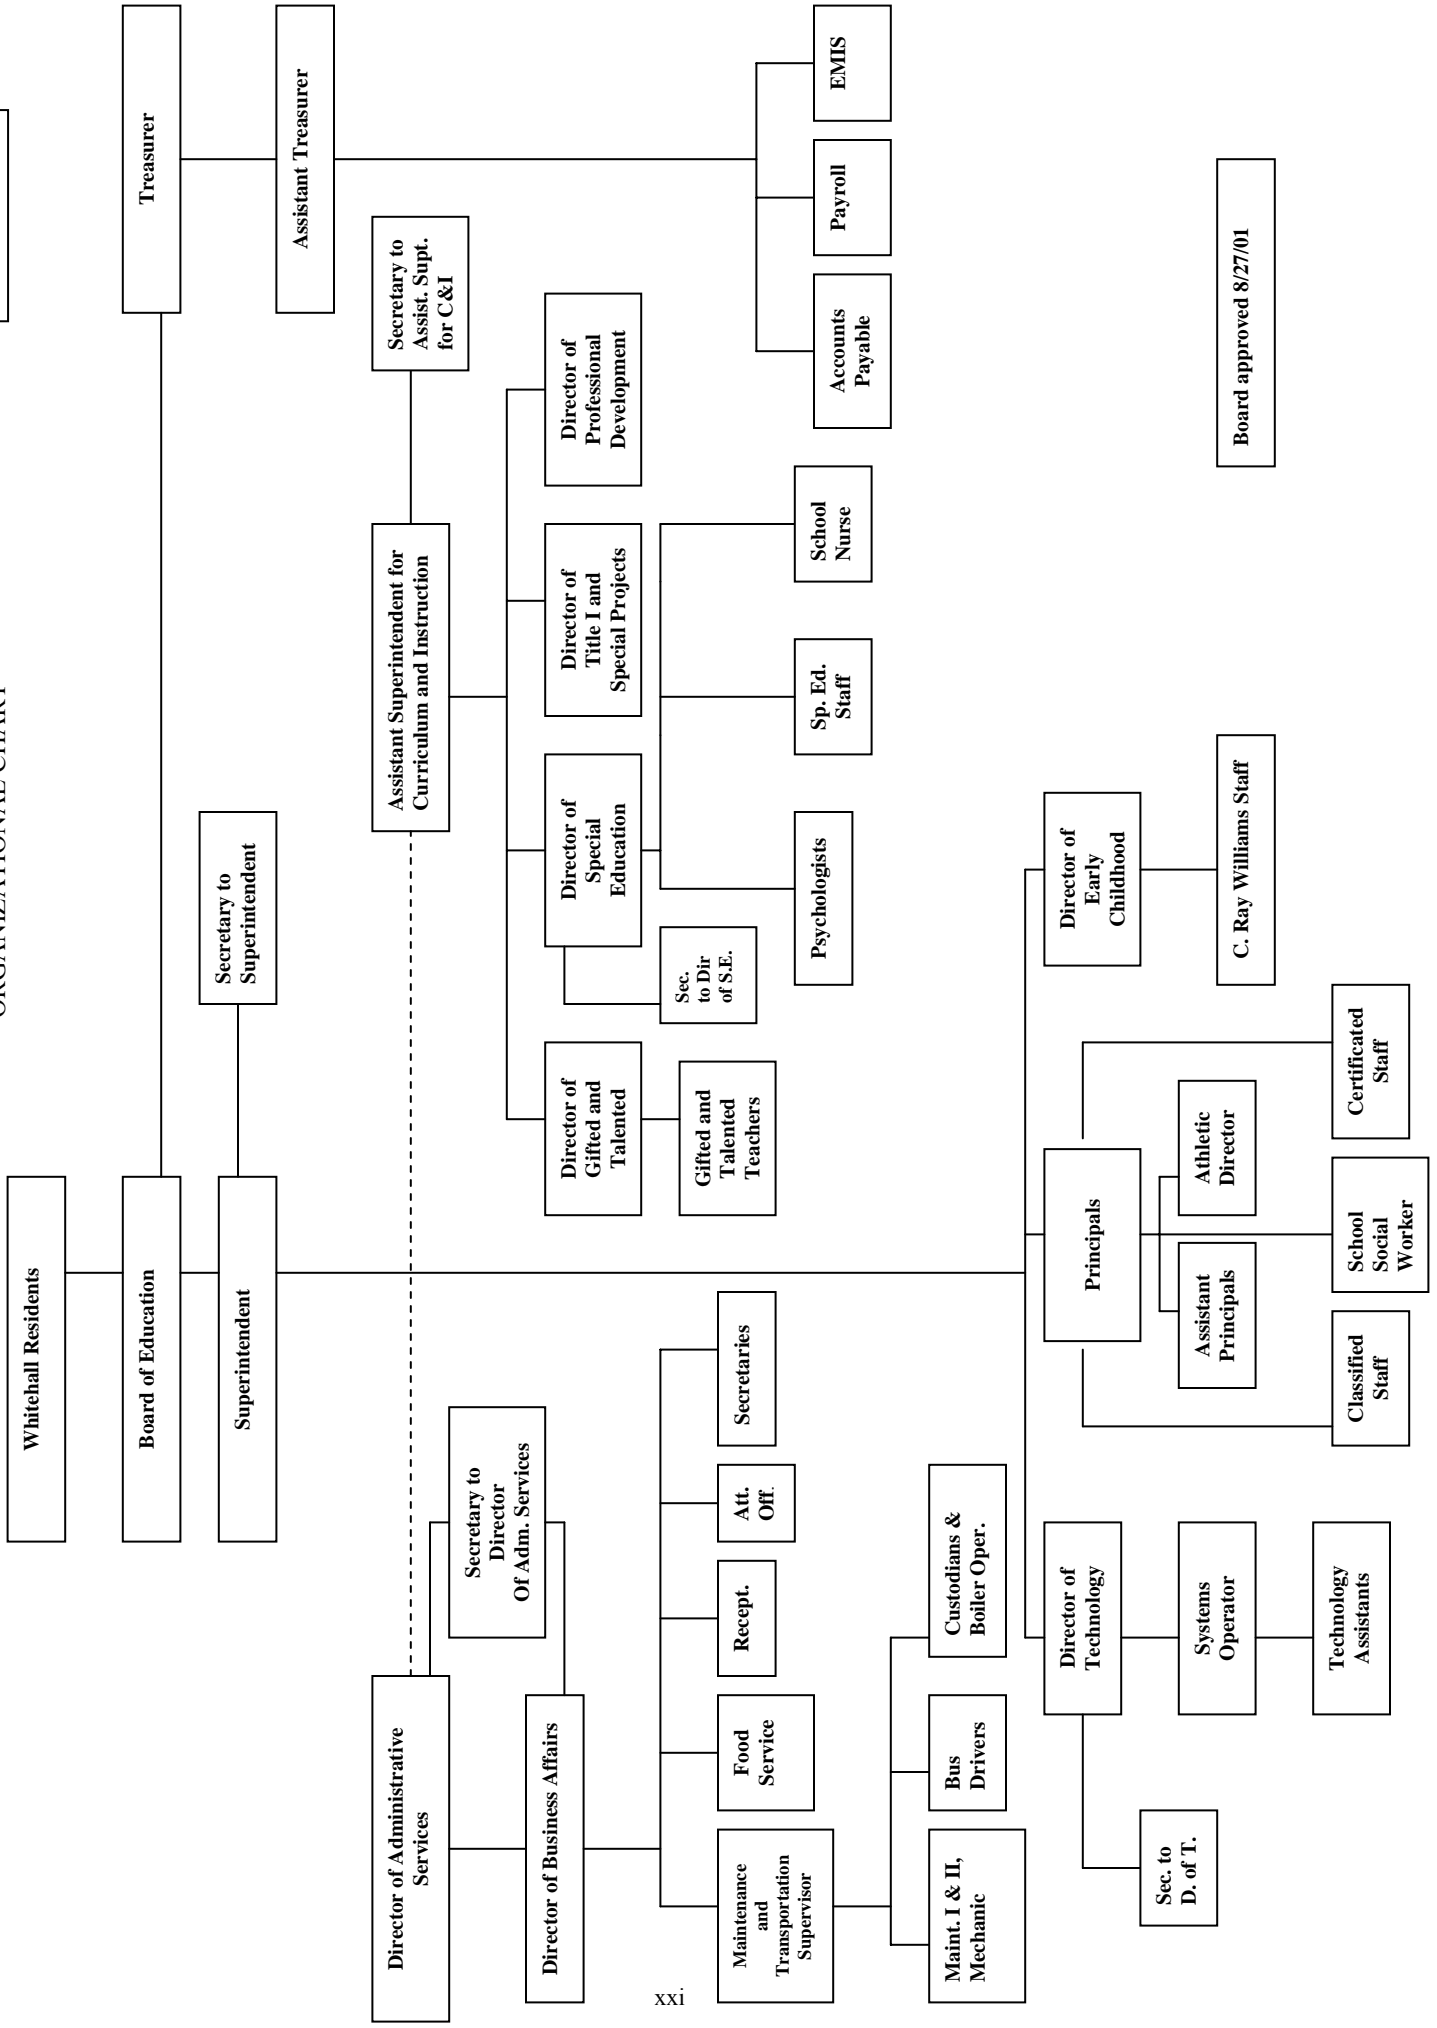 ORGANIZATIONAL CHART
Whitehall Residents
Board of Education
Treasurer
Superintendent
Secretary to
Superintendent
Assistant Treasurer
Director of Administrative
Services
Assistant Superintendent for
Curriculum and Instruction
Secretary to
Assist. Supt.
for C&I
Secretary to
Director
Of Adm. Services
Director of Business Affairs
Director of
Gifted and
Talented
Director of
Special
Education
Director of
Title I and
Special Projects
Director of
Professional
Development
Sec.
to Dir
of S.E.
Gifted and
Talented
Teachers
Maintenance
and
Transportation
Supervisor
Food
Service
Recept.
Att.
Off.
Secretaries
Psychologists
Sp. Ed.
Staff
School
Nurse
Accounts
Payable
Payroll
EMIS
Maint. I & II,
Mechanic
Bus
Drivers
Custodians &
Boiler Oper.
Director of
Technology
Principals
Director of
Early
Childhood
Sec. to
D. of T.
Systems
Operator
Assistant
Principals
Athletic
Director
C. Ray Williams Staff
Board approved 8/27/01
Technology
Assistants
Classified
Staff
School
Social
Worker
Certificated
Staff
xxi